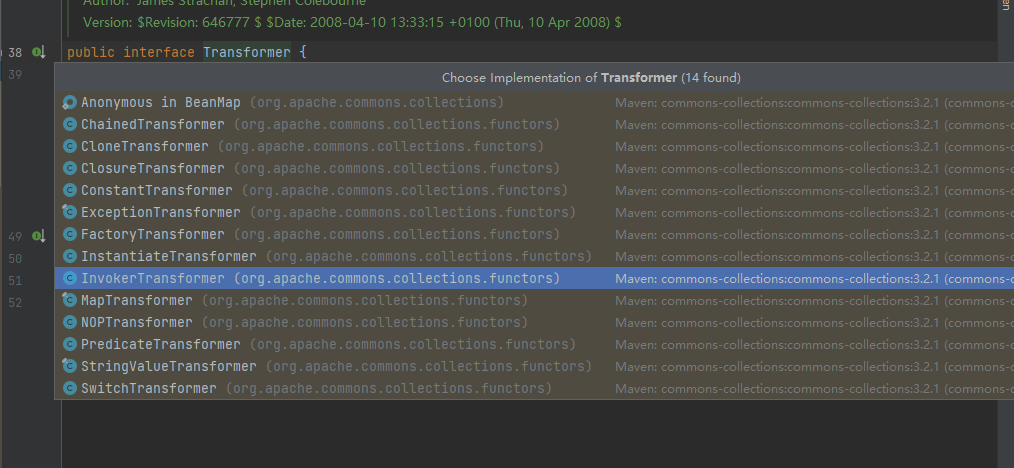 Author: James Strachan, Stephen Colebourne
Version: $Revision: 646777 $ $Date: 2008-04-10 13:33:15 +0100 (Thu, 10 Apr 2008) $
38 public interface Transformer {
39
Choose Implementation of Transformer (14 found)
Anonymous in BeanMap (org.apache.commons.collections) Maven: commons-collections:commons-collections:3.2.1 (commons-c
ChainedTransformer (org.apache.commons.collections.functors) Maven: commons-collections:commons-collections:3.2.1 (commons-c
CloneTransformer (org.apache.commons.collections.functors) Maven: commons-collections:commons-collections:3.2.1 (commons-c
ClosureTransformer (org.apache.commons.collections.functors) Maven: commons-collections:commons-collections:3.2.1 (commons-c
ConstantTransformer (org.apache.commons.collections.functors) Maven: commons-collections:commons-collections:3.2.1 (commons-c
ExceptionTransformer (org.apache.commons.collections.functors) Maven: commons-collections:commons-collections:3.2.1 (commons-c
49 FactoryTransformer (org.apache.commons.collections.functors) Maven: commons-collections:commons-collections:3.2.1 (commons-c
50 InstantiateTransformer (org.apache.commons.collections.functors) Maven: commons-collections:commons-collections:3.2.1 (commons-c
51 InvokerTransformer (org.apache.commons.collections.functors) Maven: commons-collections:commons-collections:3.2.1 (commons-c
52 MapTransformer (org.apache.commons.collections.functors) Maven: commons-collections:commons-collections:3.2.1 (commons-c
NOPTransformer (org.apache.commons.collections.functors) Maven: commons-collections:commons-collections:3.2.1 (commons-c
PredicateTransformer (org.apache.commons.collections.functors) Maven: commons-collections:commons-collections:3.2.1 (commons-c
StringValueTransformer (org.apache.commons.collections.functors) Maven: commons-collections:commons-collections:3.2.1 (commons-c
SwitchTransformer (org.apache.commons.collections.functors) Maven: commons-collections:commons-collections:3.2.1 (commons-c